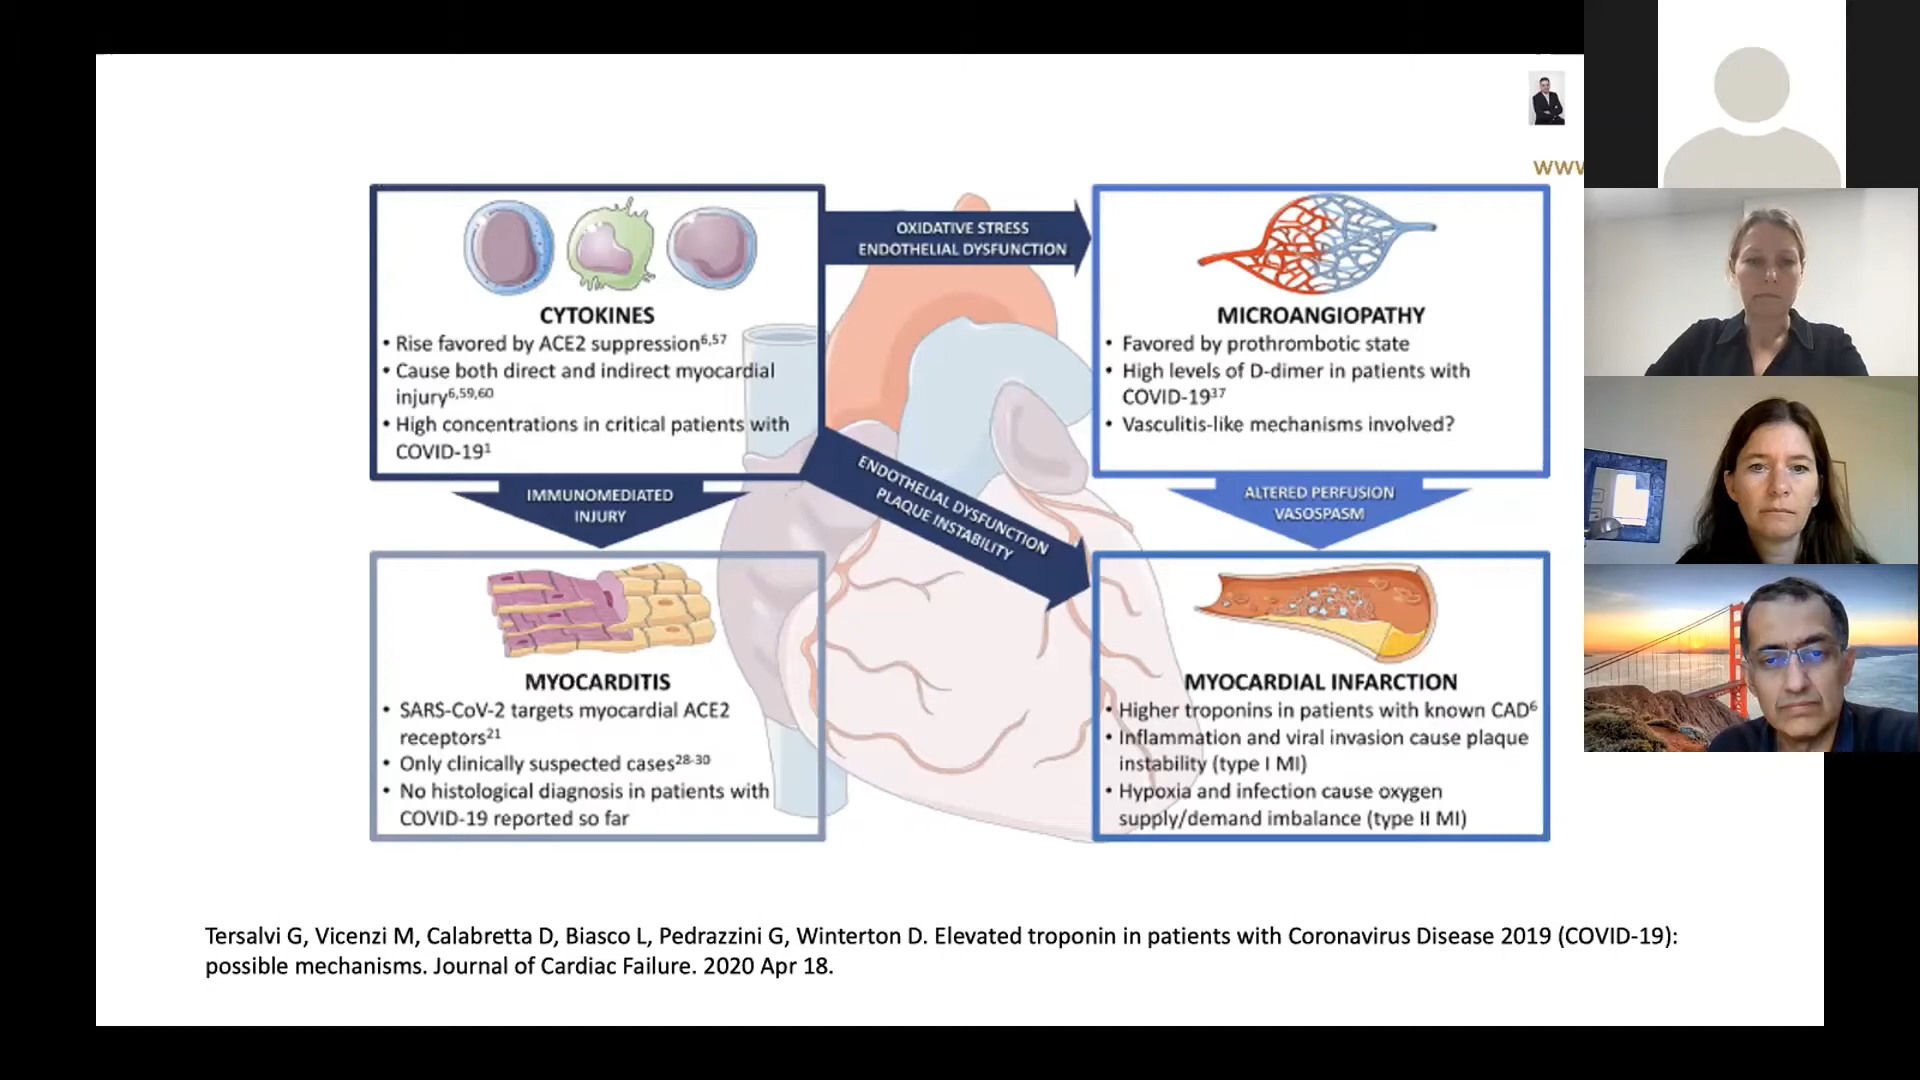 www
OXIDATIVE STRESS
ENDOTHELIAL DYSFUNCTION
CYTOKINES
• Rise favored by ACE2 suppression6,57
• Cause both direct and indirect myocardial
injury6,59,60
• High concentrations in critical patients with
COVID-191
MICROANGIOPATHY
• Favored by prothrombotic state
• High levels of D-dimer in patients with
COVID-1937
• Vasculitis-like mechanisms involved?
IMMUNOMEDIATED
INJURY
ENDOTHELIAL DYSFUNCTION
PLAQUE INSTABILITY
ALTERED PERFUSION
VASOSPASM
MYOCARDITIS
• SARS-CoV-2 targets myocardial ACE2
receptors21
• Only clinically suspected cases28-30
• No histological diagnosis in patients with
COVID-19 reported so far
MYOCARDIAL INFARCTION
• Higher troponins in patients with known CAD6
• Inflammation and viral invasion cause plaque
instability (type I MI)
• Hypoxia and infection cause oxygen
supply/demand imbalance (type II MI)
Tersalvi G, Vicenzi M, Calabretta D, Biasco L, Pedrazzini G, Winterton D. Elevated troponin in patients with Coronavirus Disease 2019 (COVID-19):
possible mechanisms. Journal of Cardiac Failure. 2020 Apr 18.